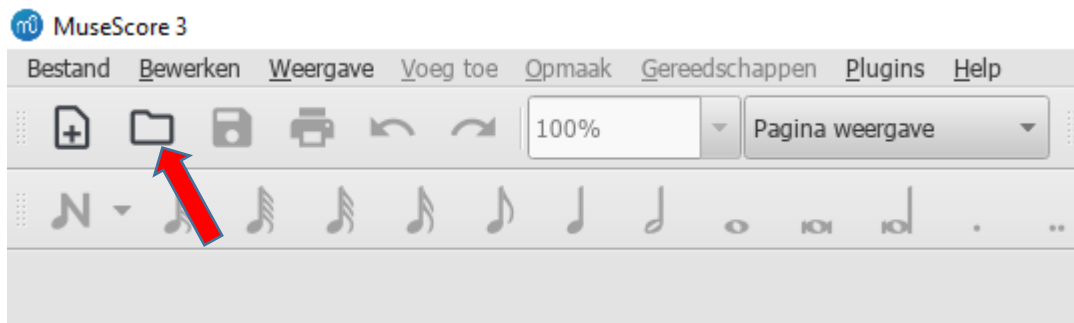 MuseScore 3
Bestand Bewerken Weergave Voeg toe Opmaak Gereedschappen Plugins Help
100% Pagina weergave